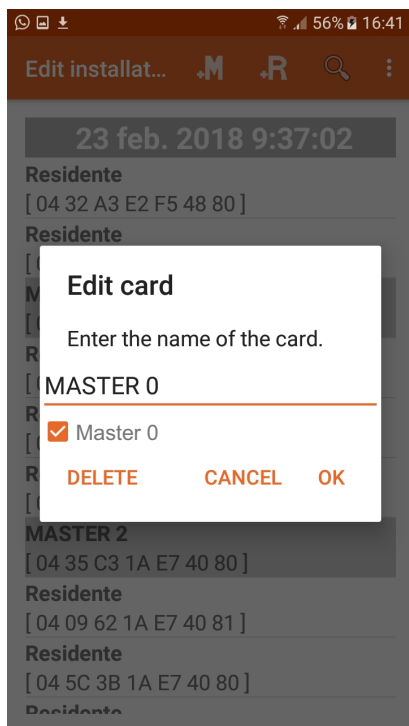 56% 16:41
Edit installat... +M +R
23 feb. 2018 9:37:02
Residente
[ 04 32 A3 E2 F5 48 80 ]
Residente
[
Edit card
M
Enter the name of the card.
[
R
MASTER 0
[
R
Master 0
[
R
DELETE CANCEL OK
[
MASTER 2
[ 04 35 C3 1A E7 40 80 ]
Residente
[ 04 09 62 1A E7 40 81 ]
Residente
[ 04 5C 3B 1A E7 40 80 ]
Residente